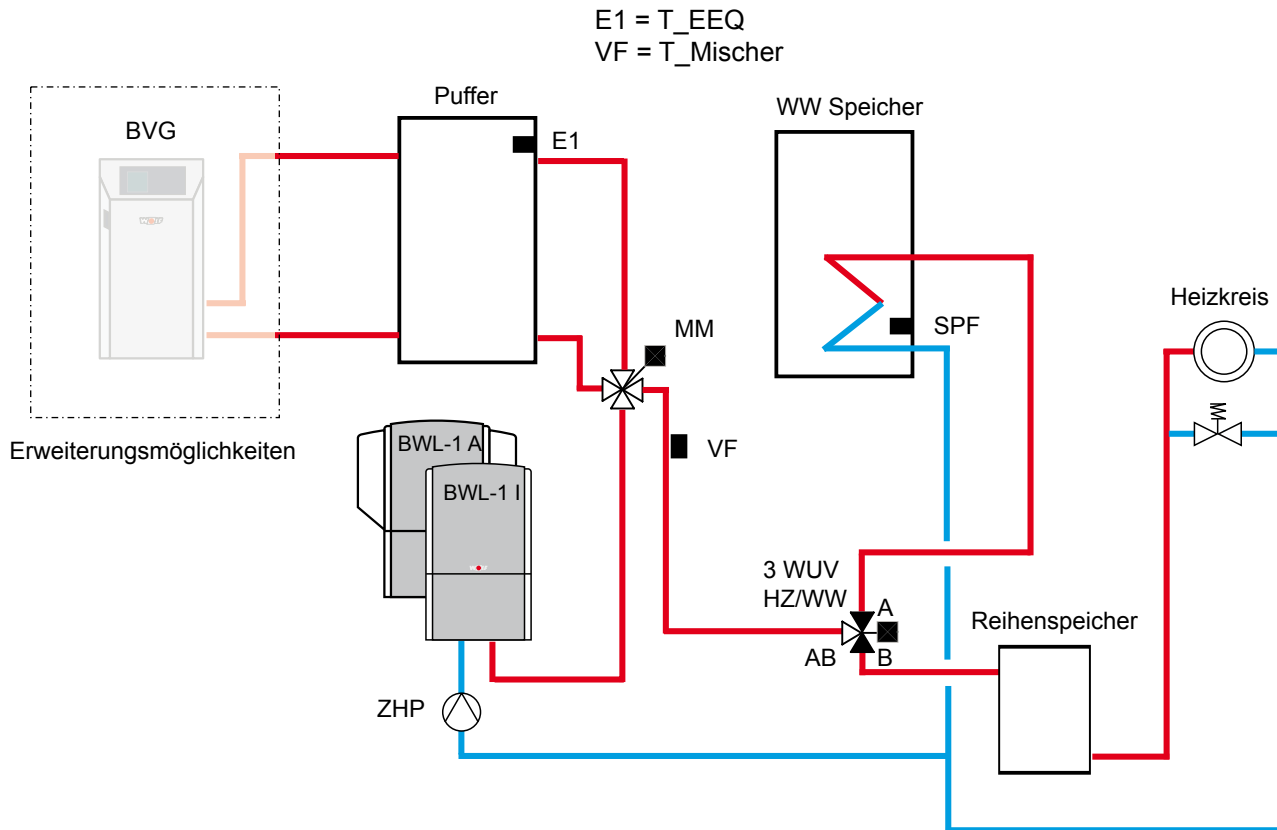 E1 = T_EEQ
VF = T_Mischer
Puffer
WW Speicher
BVG
E1
Heizkreis
MM
SPF
Erweiterungsmöglichkeiten
BWL-1 A
VF
BWL-1 I
3 WUV
HZ/WW
A
Reihenspeicher
AB
B
ZHP